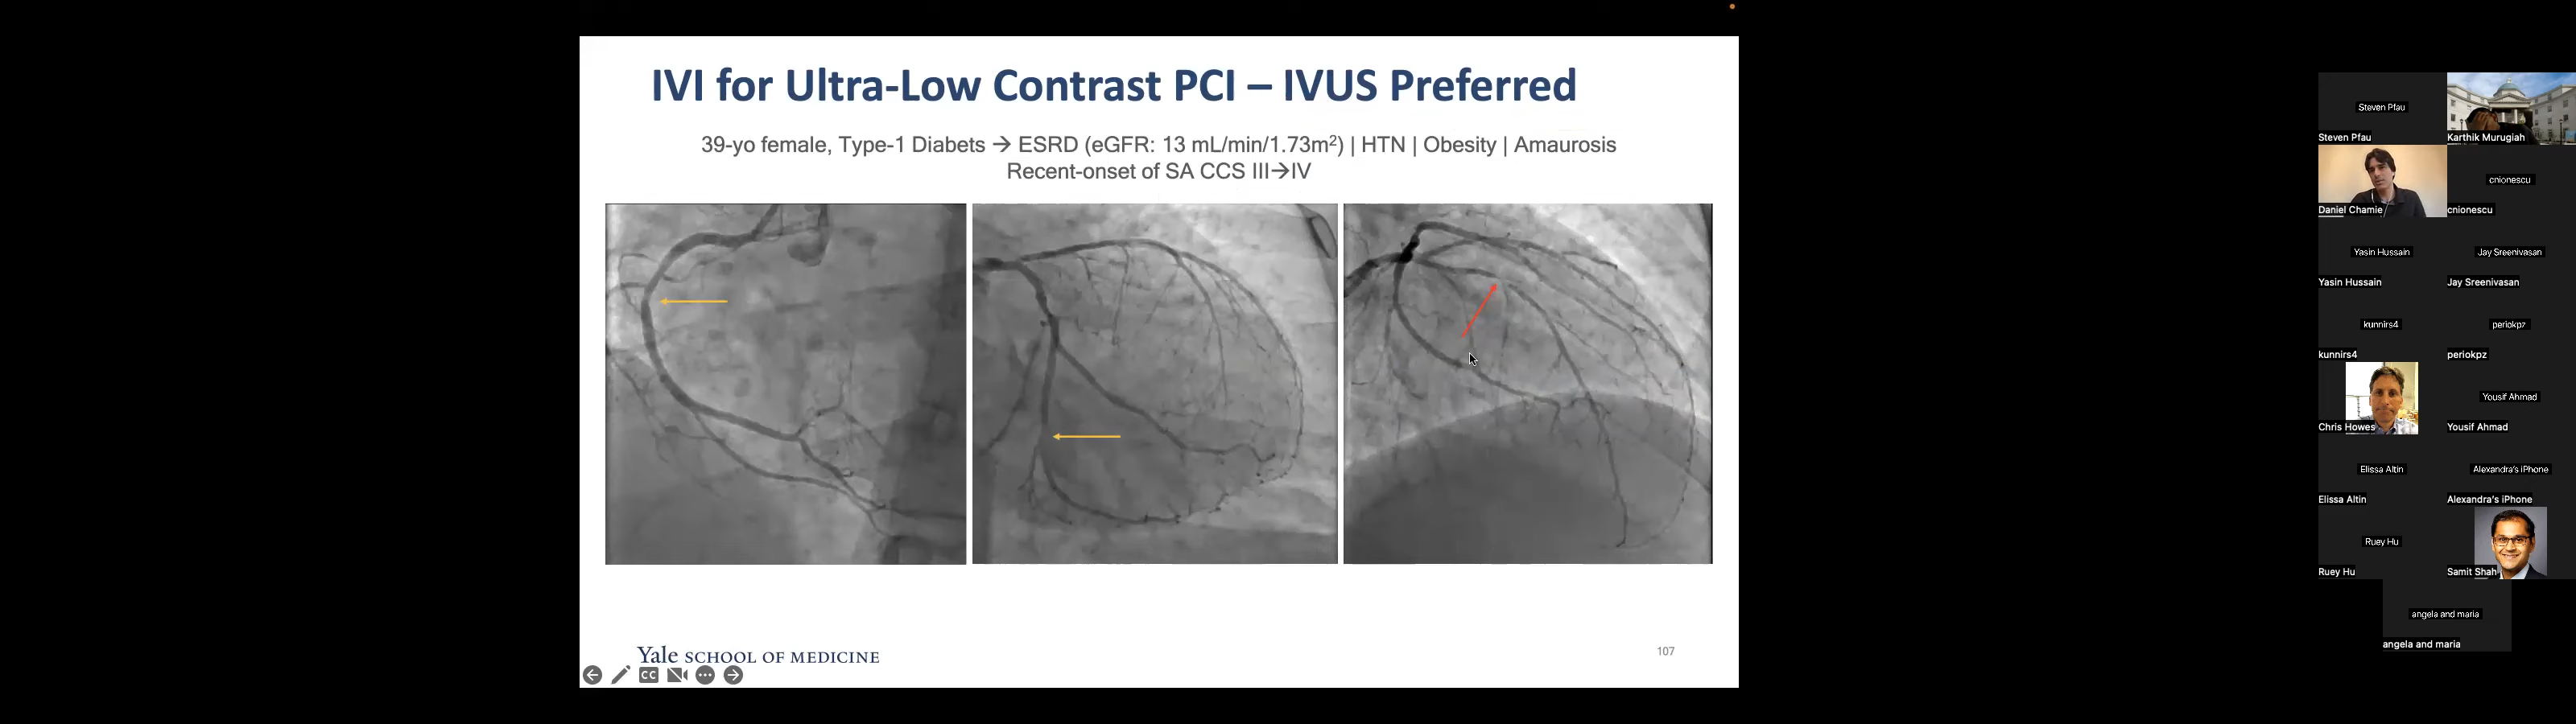 IVI for Ultra-Low Contrast PCI – IVUS Preferred
39-yo female, Type-1 Diabets → ESRD (eGFR: 13 mL/min/1.73m²) | HTN | Obesity | Amaurosis
Recent-onset of SA CCS III→IV
Yale SCHOOL OF MEDICINE
107
CC
Steven Pfau
Steven Pfau
Karthik Murugiah
Daniel Chamie
cnionescu
cnionescu
Yasin Hussain
Yasin Hussain
Jay Sreenivasan
Jay Sreenivasan
kunnirs4
kunnirs4
periokpz
periokpz
Chris Howes
Yousif Ahmad
Yousif Ahmad
Elissa Altin
Elissa Altin
Alexandra's iPhone
Alexandra's iPhone
Ruey Hu
Ruey Hu
Samit Shah
angela and maria
angela and maria